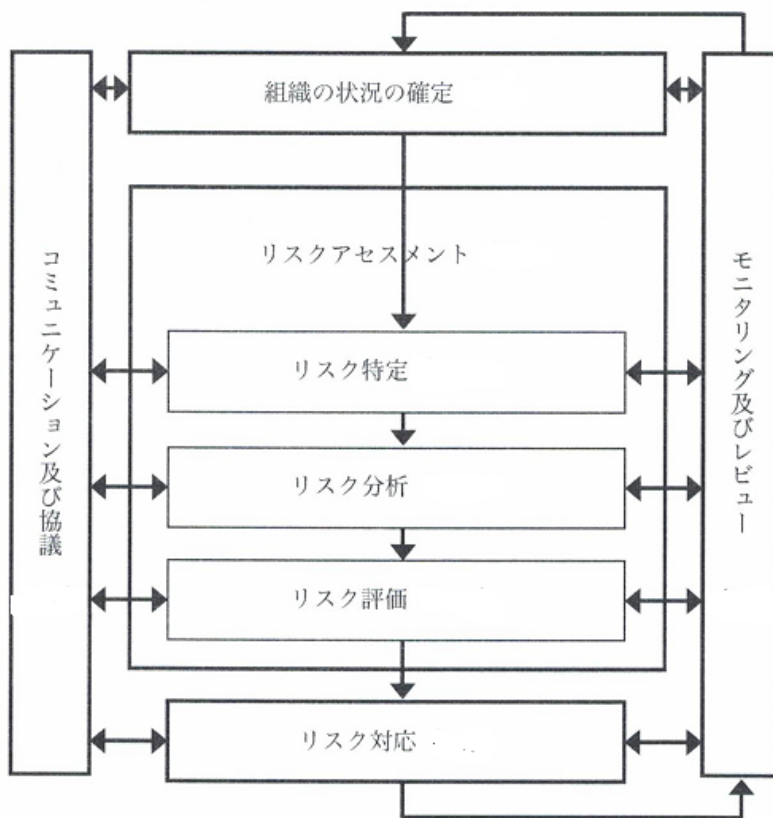 組織の状況の確定
リスクアセスメント
リスク特定
リスク分析
リスク評価
リスク対応
コミュニケーション及び協議
モニタリング及びレビュー